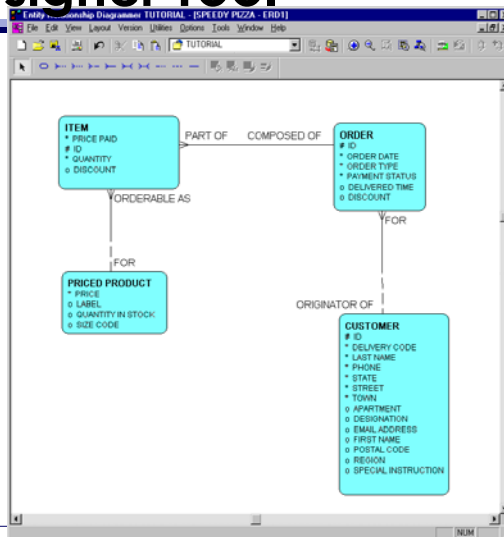 signer Tool
Entity Relationship Diagrammer TUTORIAL - [SPEEDY PIZZA - ERD1]
File Edit View Layout Version Utilities Options Tools Window Help
TUTORIAL
ITEM
* PRICE PAID
# ID
* QUANTITY
o DISCOUNT
PART OF
COMPOSED OF
ORDER
# ID
* ORDER DATE
* ORDER TYPE
* PAYMENT STATUS
o DELIVERED TIME
o DISCOUNT
ORDERABLE AS
FOR
FOR
PRICED PRODUCT
* PRICE
o LABEL
o QUANTITY IN STOCK
o SIZE CODE
ORIGINATOR OF
CUSTOMER
# ID
* DELIVERY CODE
* LAST NAME
* PHONE
* STATE
* STREET
* TOWN
o APARTMENT
o DESIGNATION
o EMAIL ADDRESS
o FIRST NAME
o POSTAL CODE
o REGION
o SPECIAL INSTRUCTION
NUM